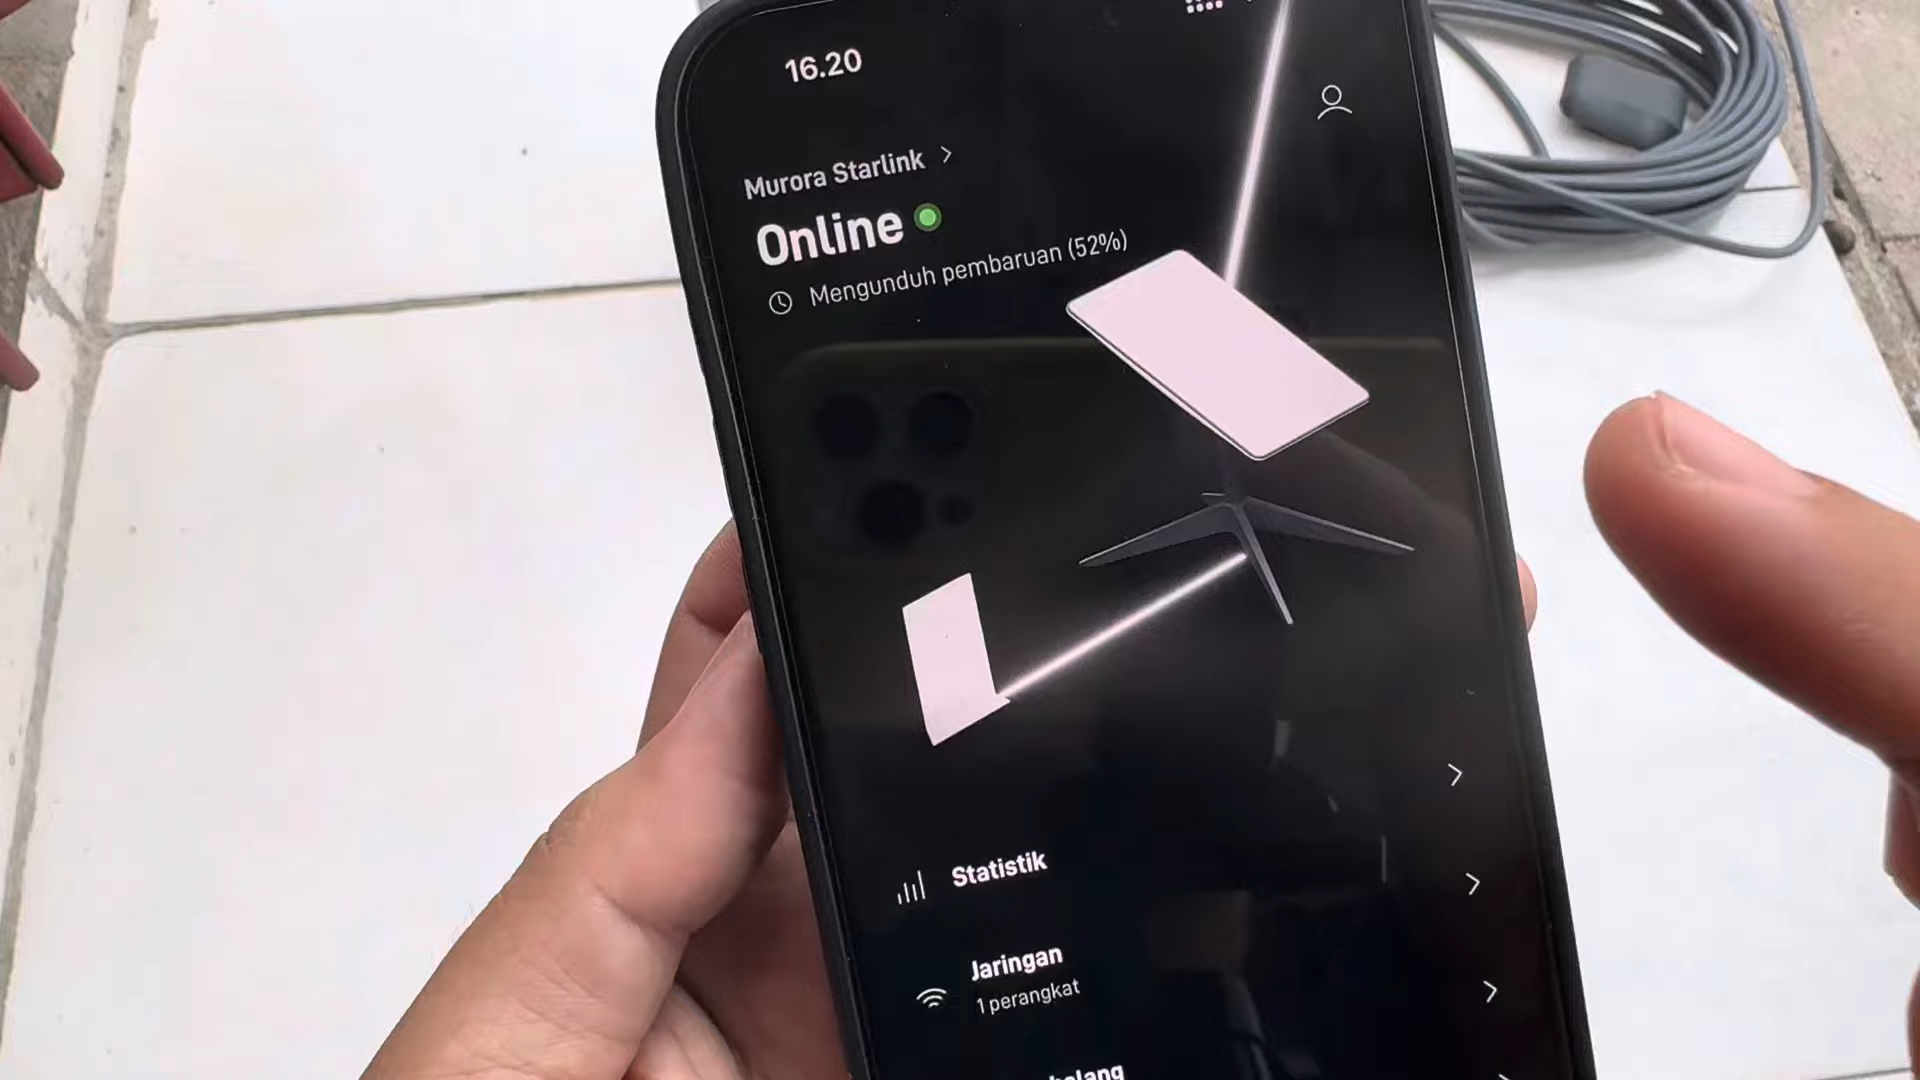 16.20
Murora Starlink
Online
Mengunduh pembaruan (52%)
Statistik
Jaringan
1 perangkat